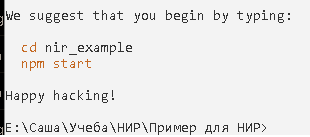 We suggest that you begin by typing:
cd nir_example
npm start
Happy hacking!
E:\Саша\Учеба\НИР\Пример для НИР>